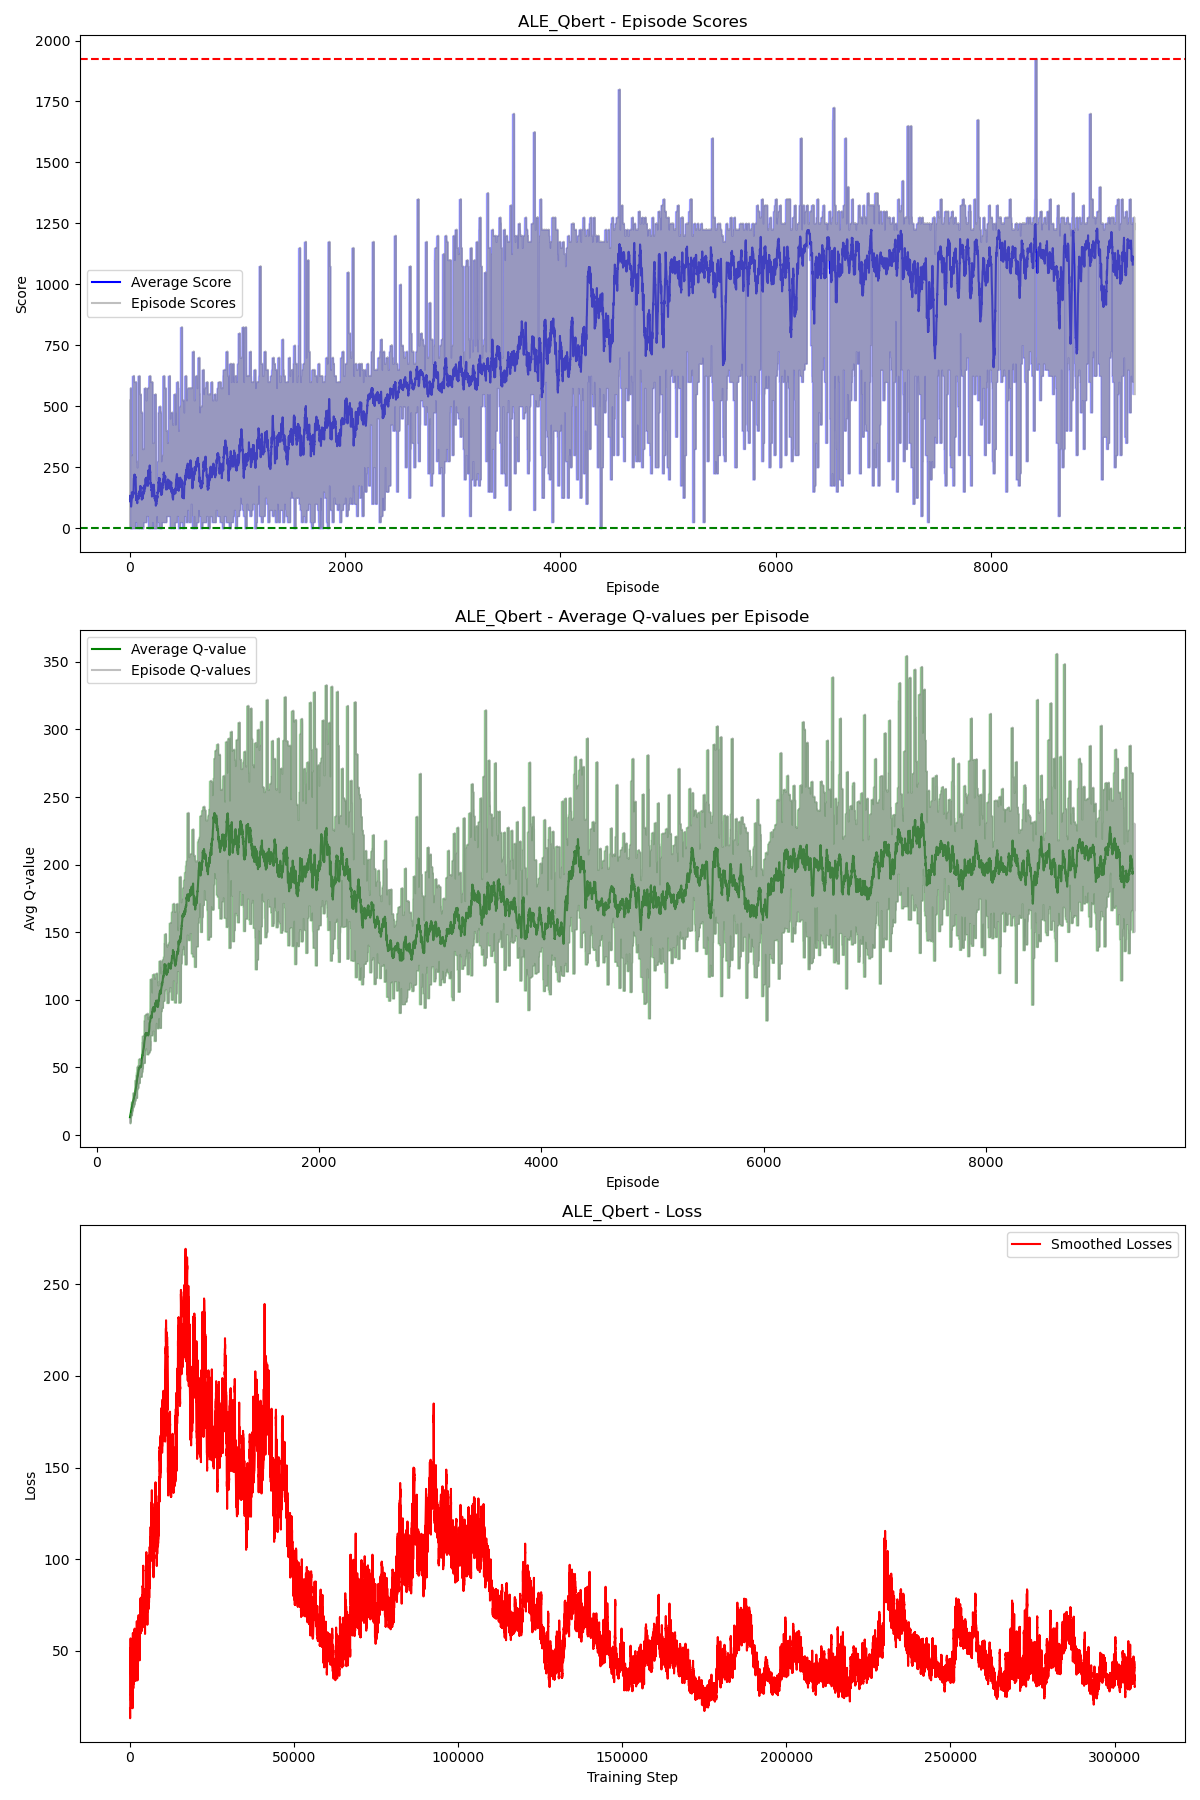 ALE_Qbert - Episode Scores
2000
1750
1500
1250
1000
750
500
250
0
Score
Average Score
Episode Scores
0 2000 4000 6000 8000
Episode
ALE_Qbert - Average Q-values per Episode
350
300
250
200
150
100
50
0
Avg Q-value
Average Q-value
Episode Q-values
0 2000 4000 6000 8000
Episode
ALE_Qbert - Loss
250
200
150
100
50
Loss
Smoothed Losses
0 50000 100000 150000 200000 250000 300000
Training Step